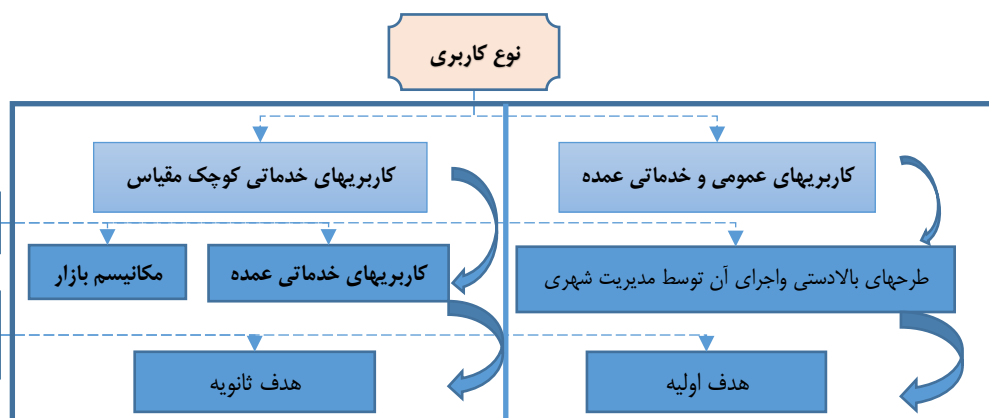 نوع کاربری
کاربریهای عمومی و خدماتی عمده
کاربریهای خدماتی کوچک مقیاس
طرحهای بالادستی واجرای آن توسط مدیریت شهری
کاربریهای خدماتی عمده
مکانیسم بازار
هدف اولیه
هدف ثانویه